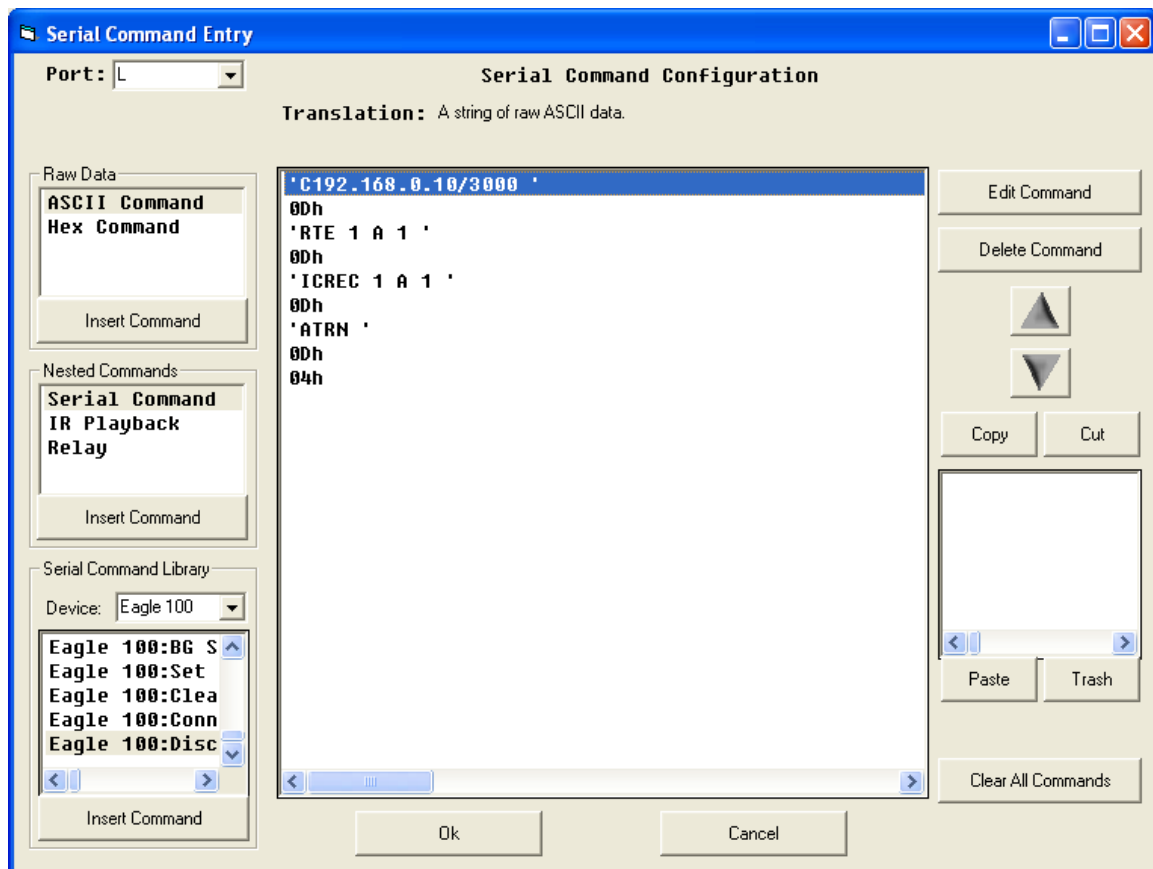 Serial Command Entry
Port: L
Serial Command Configuration
Translation: A string of raw ASCII data.
Raw Data
ASCII Command
Hex Command
Insert Command
Nested Commands
Serial Command
IR Playback
Relay
Insert Command
Serial Command Library
Device: Eagle 100
Eagle 100:BG S
Eagle 100:Set
Eagle 100:Clea
Eagle 100:Conn
Eagle 100:Disc
Insert Command
'C192.168.0.10/3000 '
0Dh
'RTE 1 A 1 '
0Dh
'ICREC 1 A 1 '
0Dh
'ATRN '
0Dh
04h
Ok
Cancel
Edit Command
Delete Command
Copy
Cut
Paste
Trash
Clear All Commands